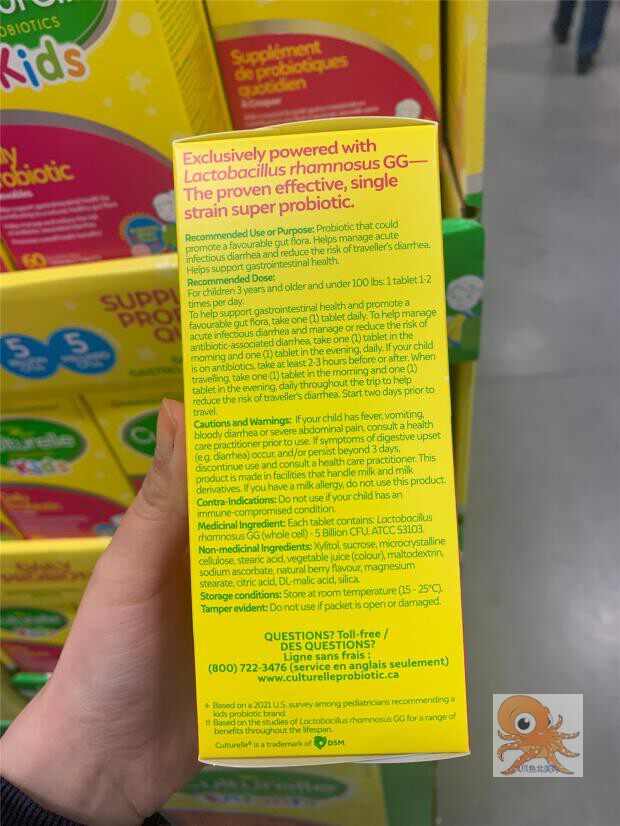 OBIOTICS
Kids
Supplément
de probiotiques
quotidien
À Croquer
obiotic
60
5
5
Culturelle
Kids
Exclusively powered with
Lactobacillus rhamnosus GG—
The proven effective, single
strain super probiotic.
Recommended Use or Purpose: Probiotic that could
promote a favourable gut flora. Helps manage acute
infectious diarrhea and reduce the risk of traveller's diarrhea.
Helps support gastrointestinal health.
Recommended Dose:
For children 3 years and older and under 100 lbs: 1 tablet 1-2
times per day.
To help support gastrointestinal health and promote a
favourable gut flora, take one (1) tablet daily. To help manage
acute infectious diarrhea and manage or reduce the risk of
antibiotic-associated diarrhea, take one (1) tablet in the
morning and one (1) tablet in the evening, daily. If your child
is on antibiotics, take at least 2-3 hours before or after. When
travelling, take one (1) tablet in the morning and one (1)
tablet in the evening, daily throughout the trip to help
reduce the risk of traveller's diarrhea. Start two days prior to
travel.
Cautions and Warnings: If your child has fever, vomiting,
bloody diarrhea or severe abdominal pain, consult a health
care practitioner prior to use. If symptoms of digestive upset
(e.g. diarrhea) occur, and/or persist beyond 3 days,
discontinue use and consult a health care practitioner. This
product is made in facilities that handle milk and milk
derivatives. If you have a milk allergy, do not use this product.
Contra-Indications: Do not use if your child has an
immune-compromised condition.
Medicinal Ingredient: Each tablet contains: Lactobacillus
rhamnosus GG (whole cell) - 5 Billion CFU. ATCC 53103.
Non-medicinal Ingredients: Xylitol, sucrose, microcrystalline
cellulose, stearic acid, vegetable juice (colour), maltodextrin,
sodium ascorbate, natural berry flavour, magnesium
stearate, citric acid, DL-malic acid, silica.
Storage conditions: Store at room temperature (15 - 25°C).
Tamper evident: Do not use if packet is open or damaged.
QUESTIONS? Toll-free /
DES QUESTIONS?
Ligne sans frais :
(800) 722-3476 (service en anglais seulement)
www.culturelleprobiotic.ca
+ Based on a 2021 U.S. survey among pediatricians recommending a
kids probiotic brand.
†† Based on the studies of Lactobacillus rhamnosus GG for a range of
benefits throughout the lifespan.
Culturelle® is a trademark of DSM.